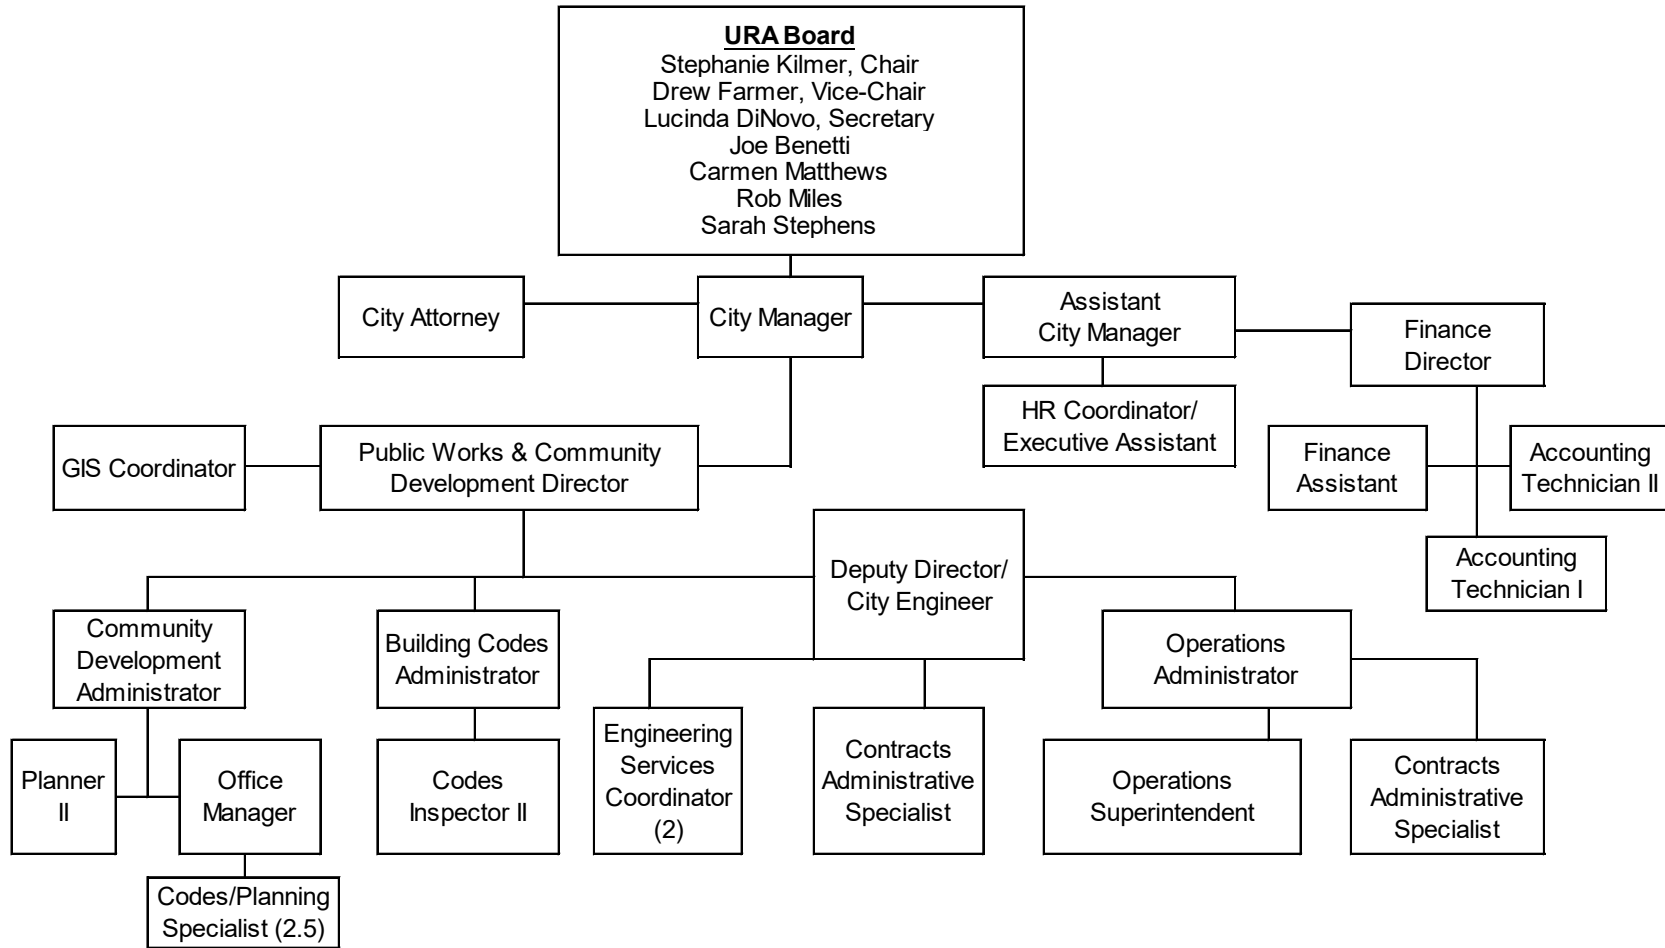 URA Board
Stephanie Kilmer, Chair
Drew Farmer, Vice-Chair
Lucinda DiNovo, Secretary
Joe Benetti
Carmen Matthews
Rob Miles
Sarah Stephens
City Attorney
City Manager
Assistant
City Manager
Finance
Director
HR Coordinator/
Executive Assistant
GIS Coordinator
Public Works & Community
Development Director
Finance
Assistant
Accounting
Technician II
Accounting
Technician I
Deputy Director/
City Engineer
Community
Development
Administrator
Building Codes
Administrator
Operations
Administrator
Planner
II
Office
Manager
Codes
Inspector II
Engineering
Services
Coordinator
(2)
Contracts
Administrative
Specialist
Operations
Superintendent
Contracts
Administrative
Specialist
Codes/Planning
Specialist (2.5)